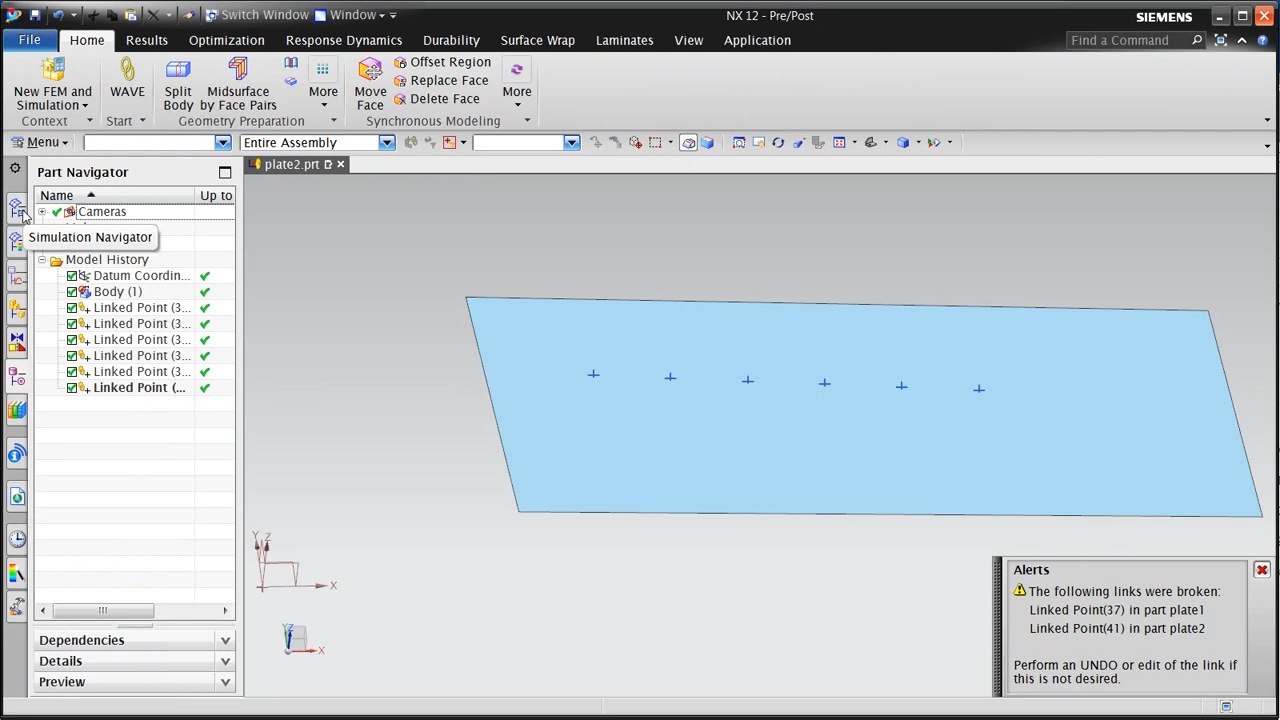 Switch Window Window NX 12 - Pre/Post SIEMENS
File Home Results Optimization Response Dynamics Durability Surface Wrap Laminates View Application Find a Command
New FEM and Simulation
WAVE
Split Body
Midsurface by Face Pairs
More
Move Face
Offset Region
Replace Face
Delete Face
More
Context Start Geometry Preparation Synchronous Modeling
Menu Entire Assembly
Part Navigator
plate2.prt
Name Up to
Cameras
Simulation Navigator
Model History
Datum Coordin...
Body (1)
Linked Point (3...
Linked Point (3...
Linked Point (3...
Linked Point (3...
Linked Point (3...
Linked Point (...
Dependencies
Details
Preview
Y Z
X
Y Z
X
Alerts
The following links were broken:
Linked Point(37) in part plate1
Linked Point(41) in part plate2
Perform an UNDO or edit of the link if
this is not desired.